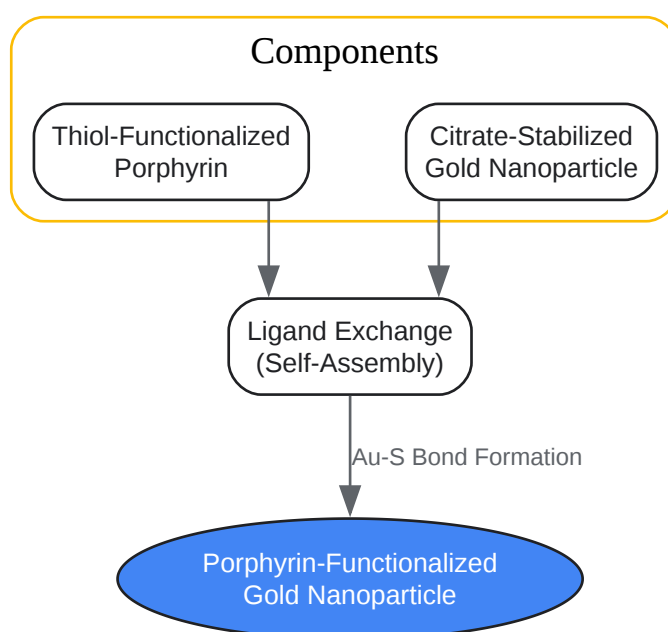 Components
Thiol-Functionalized
Porphyrin
Citrate-Stabilized
Gold Nanoparticle
Ligand Exchange
(Self-Assembly)
Au-S Bond Formation
Porphyrin-Functionalized
Gold Nanoparticle